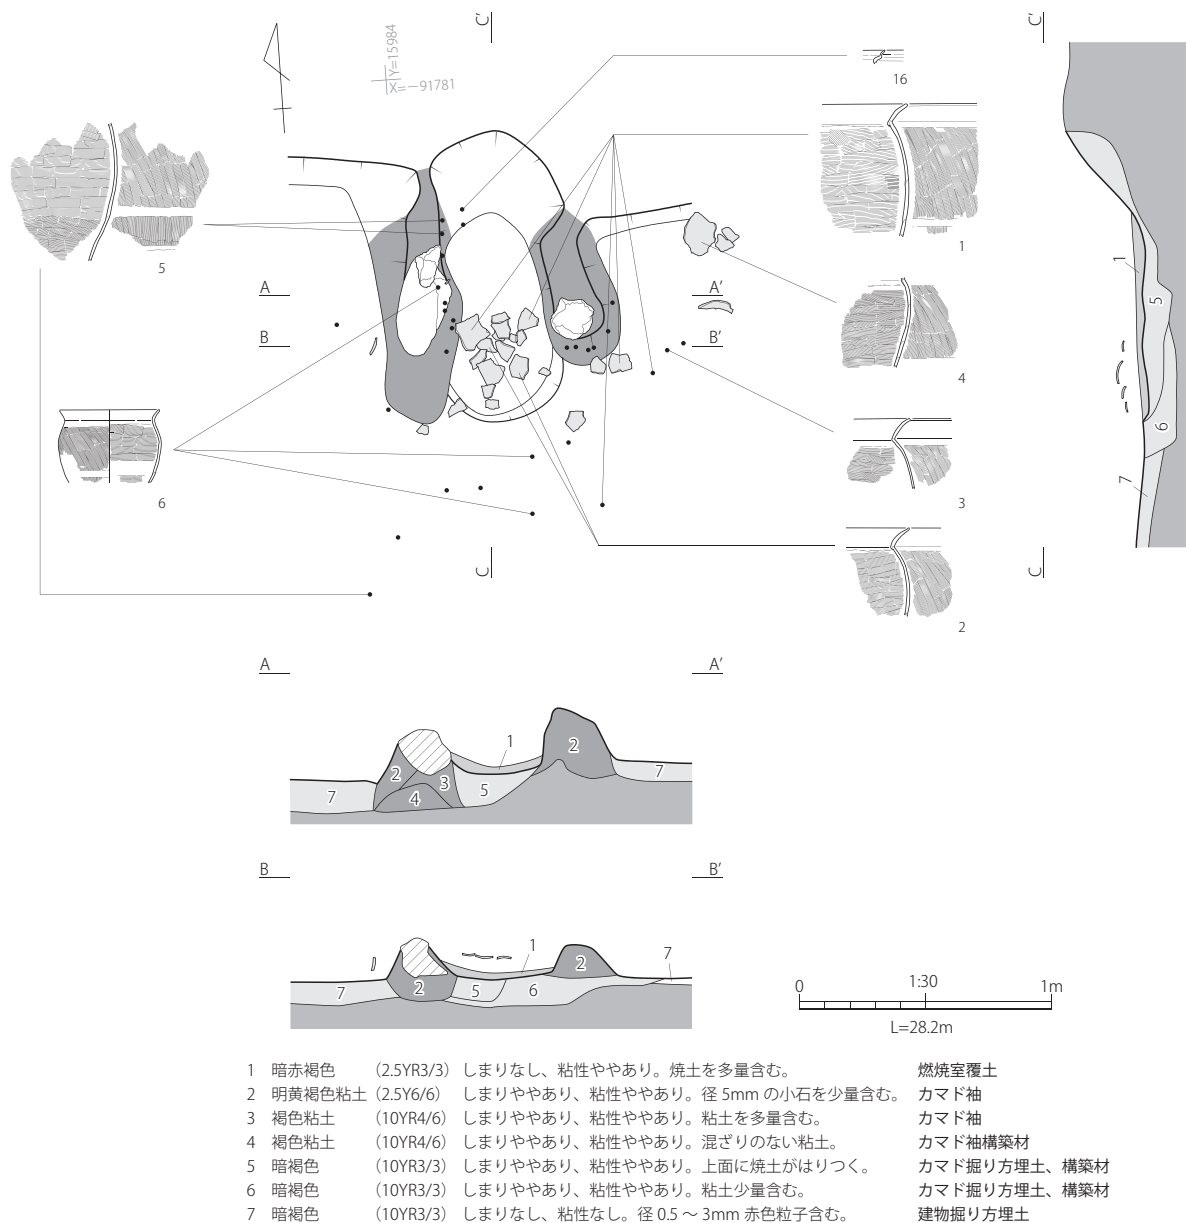 C′
C′
Y=15984
X=－91781
16
1
5
A
A′
B
B′
1
5
4
6
6
3
7
2
C
C
A
A′
1
2
2
3
4
5
7
7
B
B′
1
2
2
5
6
7
7
0
1:30
1m
L=28.2m
1 暗赤褐色 （2.5YR3/3） しまりなし、粘性ややあり。焼土を多量含む。 燃焼室覆土
2 明黄褐色粘土（2.5Y6/6） しまりややあり、粘性ややあり。径 5mm の小石を少量含む。 カマド袖
3 褐色粘土 （10YR4/6） しまりややあり、粘性ややあり。粘土を多量含む。 カマド袖
4 褐色粘土 （10YR4/6） しまりややあり、粘性ややあり。混ざりのない粘土。 カマド袖構築材
5 暗褐色 （10YR3/3） しまりややあり、粘性ややあり。上面に焼土がはりつく。 カマド掘り方埋土、構築材
6 暗褐色 （10YR3/3） しまりややあり、粘性ややあり。粘土少量含む。 カマド掘り方埋土、構築材
7 暗褐色 （10YR3/3） しまりなし、粘性なし。径 0.5 ～ 3mm 赤色粒子含む。 建物掘り方埋土